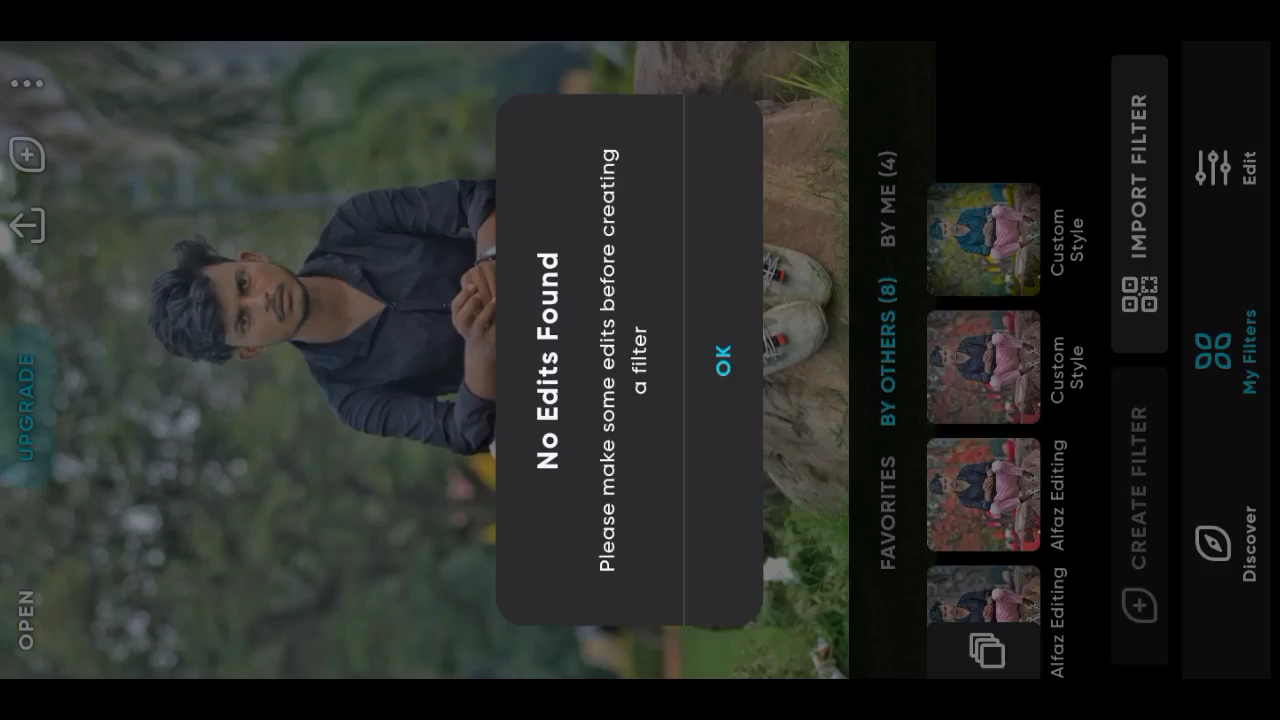 OPEN
UPGRADE
No Edits Found
Please make some edits before creating
a filter
OK
FAVORITES
BY OTHERS (8)
BY ME (4)
Alfaz Editing
Alfaz Editing
Custom
Style
Custom
Style
CREATE FILTER
IMPORT FILTER
Discover
My Filters
Edit